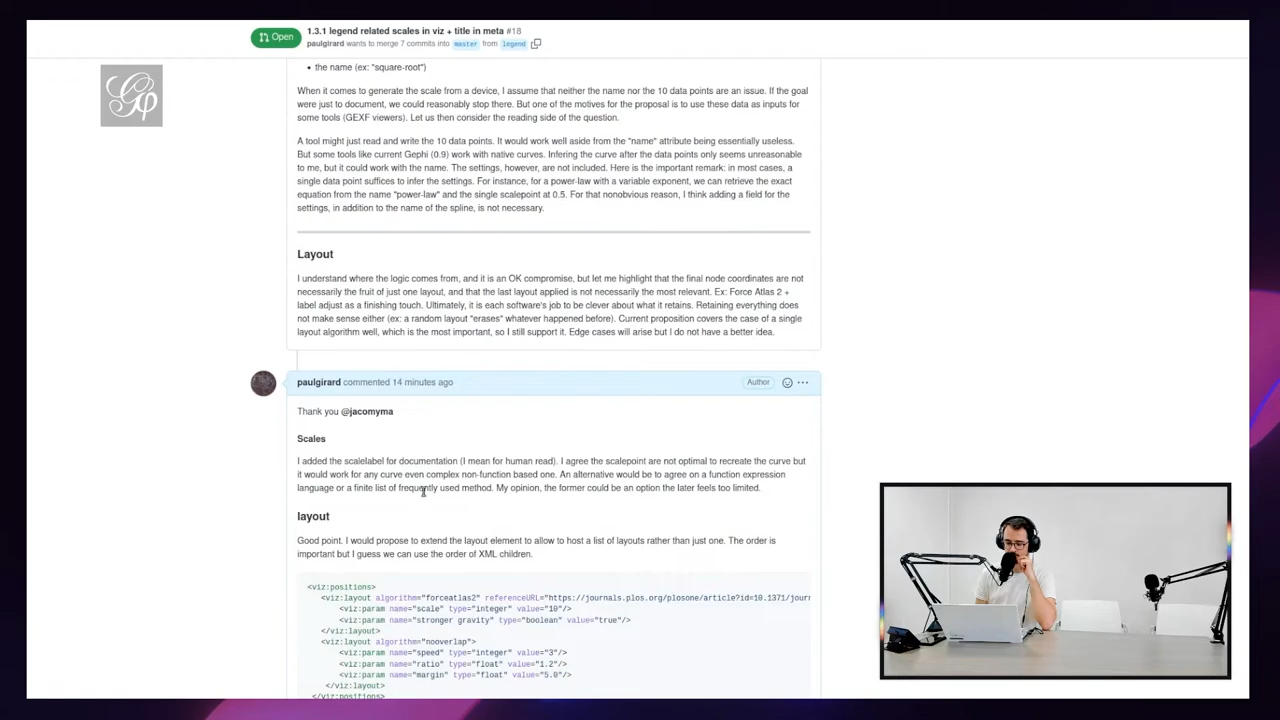 Open
1.3.1 legend related scales in viz + title in meta #18
paulgirard wants to merge 7 commits into master from legend
• the name (ex: "square-root")
When it comes to generate the scale from a device, I assume that neither the name nor the 10 data points are an issue. If the goal
were just to document, we could reasonably stop there. But one of the motives for the proposal is to use these data as inputs for
some tools (GEXF viewers). Let us then consider the reading side of the question.
A tool might just read and write the 10 data points. It would work well aside from the "name" attribute being essentially useless.
But some tools like current Gephi (0.9) work with native curves. Infering the curve after the data points only seems unreasonable
to me, but it could work with the name. The settings, however, are not included. Here is the important remark: in most cases, a
single data point suffices to infer the settings. For instance, for a power-law with a variable exponent, we can retrieve the exact
equation from the name "power-law" and the single scalepoint at 0.5. For that nonobvious reason, I think adding a field for the
settings, in addition to the name of the spline, is not necessary.
Layout
I understand where the logic comes from, and it is an OK compromise, but let me highlight that the final node coordinates are not
necessarily the fruit of just one layout, and that the last layout applied is not necessarily the most relevant. Ex: Force Atlas 2 +
label adjust as a finishing touch. Ultimately, it is each software's job to be clever about what it retains. Retaining everything does
not make sense either (ex: a random layout "erases" whatever happened before). Current proposition covers the case of a single
layout algorithm well, which is the most important, so I still support it. Edge cases will arise but I do not have a better idea.
paulgirard commented 14 minutes ago
Author
Thank you @jacomyma
Scales
I added the scalelabel for documentation (I mean for human read). I agree the scalepoint are not optimal to recreate the curve but
it would work for any curve even complex non-function based one. An alternative would be to agree on a function expression
language or a finite list of frequently used method. My opinion, the former could be an option the later feels too limited.
layout
Good point. I would propose to extend the layout element to allow to host a list of layouts rather than just one. The order is
important but I guess we can use the order of XML children.
<viz:positions>
<viz:layout algorithm="forceatlas2" referenceURL="https://journals.plos.org/plosone/article?id=10.1371/jour
<viz:param name="scale" type="integer" value="10"/>
<viz:param name="stronger gravity" type="boolean" value="true"/>
</viz:layout>
<viz:layout algorithm="nooverlap">
<viz:param name="speed" type="integer" value="3"/>
<viz:param name="ratio" type="float" value="1.2"/>
<viz:param name="margin" type="float" value="5.0"/>
</viz:layout>
</viz:positions>